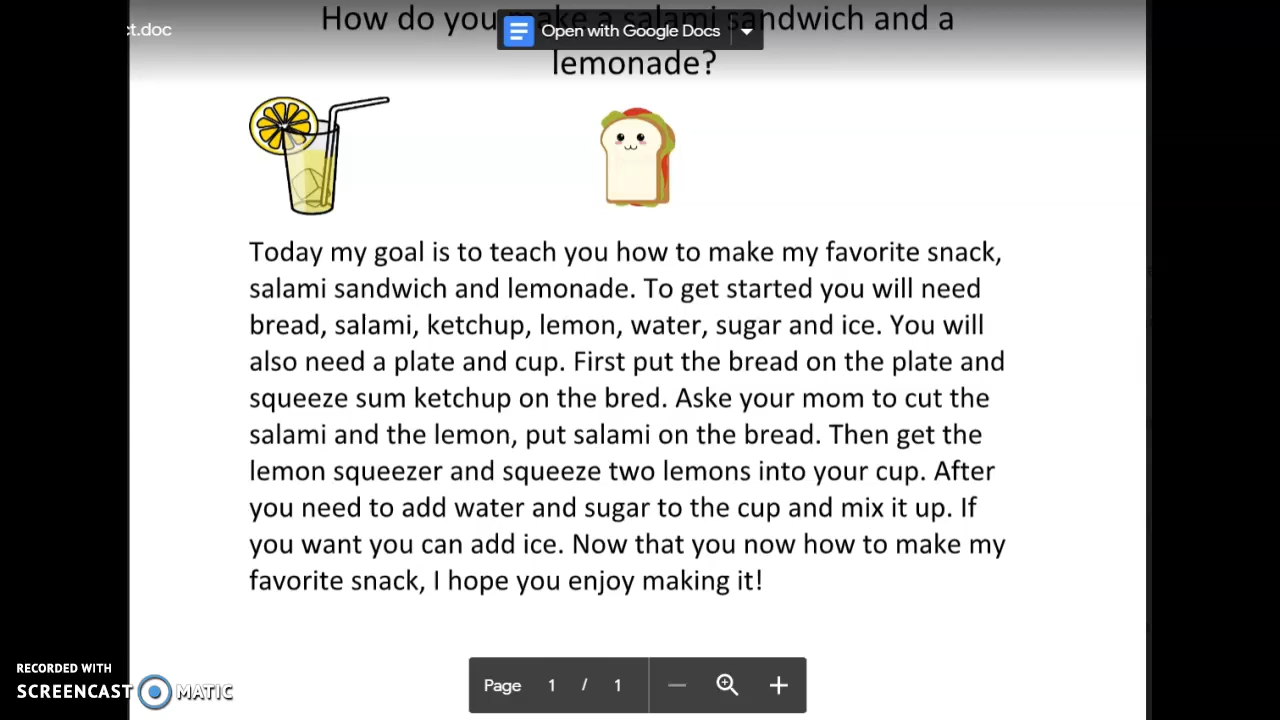 How do you make a salami sandwich and a
ct.doc
Open with Google Docs
lemonade?
Today my goal is to teach you how to make my favorite snack,
salami sandwich and lemonade. To get started you will need
bread, salami, ketchup, lemon, water, sugar and ice. You will
also need a plate and cup. First put the bread on the plate and
squeeze sum ketchup on the bred. Aske your mom to cut the
salami and the lemon, put salami on the bread. Then get the
lemon squeezer and squeeze two lemons into your cup. After
you need to add water and sugar to the cup and mix it up. If
you want you can add ice. Now that you now how to make my
favorite snack, I hope you enjoy making it!
Page 1 / 1
RECORDED WITH
SCREENCAST MATIC